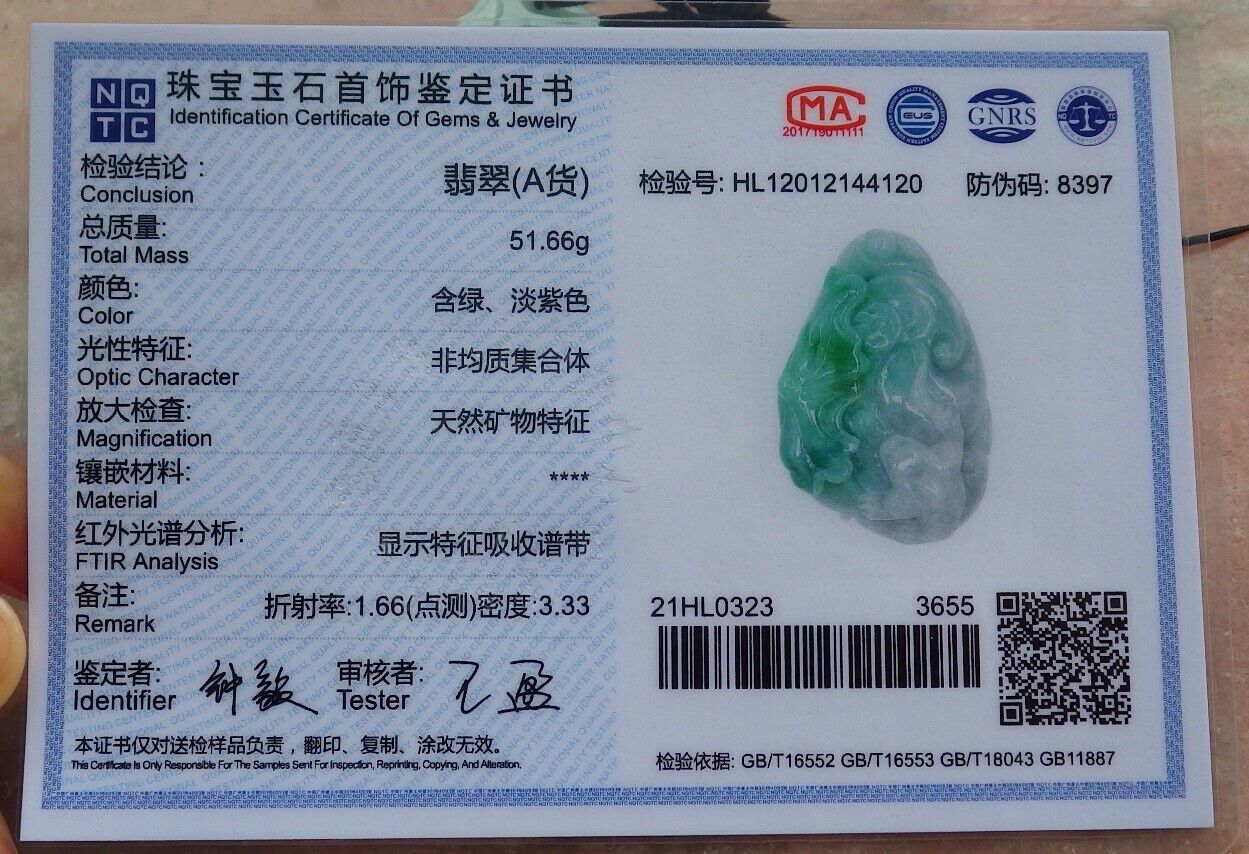 NQ
TC
珠宝玉石首饰鉴定证书
Identification Certificate Of Gems & Jewelry
MA
201719011111
GUS
GNRS
检验结论:
Conclusion
翡翠(A货)
检验号: HL12012144120
防伪码: 8397
总质量:
Total Mass
51.66g
颜色:
Color
含绿、淡紫色
光性特征:
Optic Character
非均质集合体
放大检查:
Magnification
天然矿物特征
镶嵌材料:
Material
****
红外光谱分析:
FTIR Analysis
显示特征吸收谱带
备注:
Remark
折射率:1.66(点测)密度:3.33
21HL0323
3655
鉴定者:
Identifier
钟敏
审核者:
Tester
本证书仅对送检样品负责，翻印、复制、涂改无效。
This Certificate Is Only Responsible For The Samples Sent For Inspection, Reprinting, Copying, And Alteration.
检验依据: GB/T16552 GB/T16553 GB/T18043 GB11887